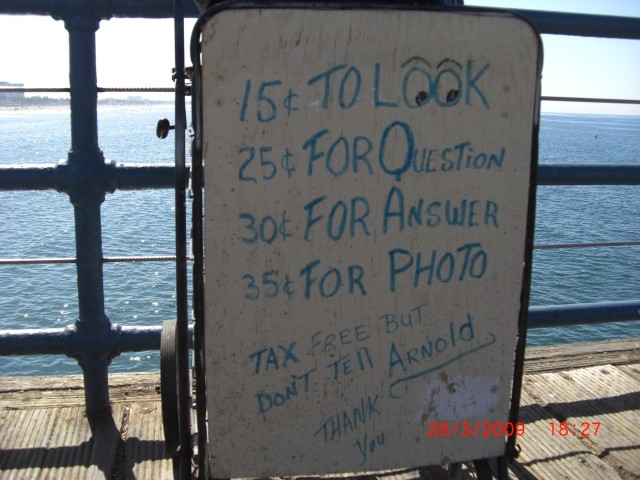 15¢ TO LOOK
25¢ FOR QUESTION
30¢ FOR ANSWER
35¢ FOR PHOTO
TAX FREE BUT
DON'T TEll ARNOlD
THANK
You
29/3/2009 18:27